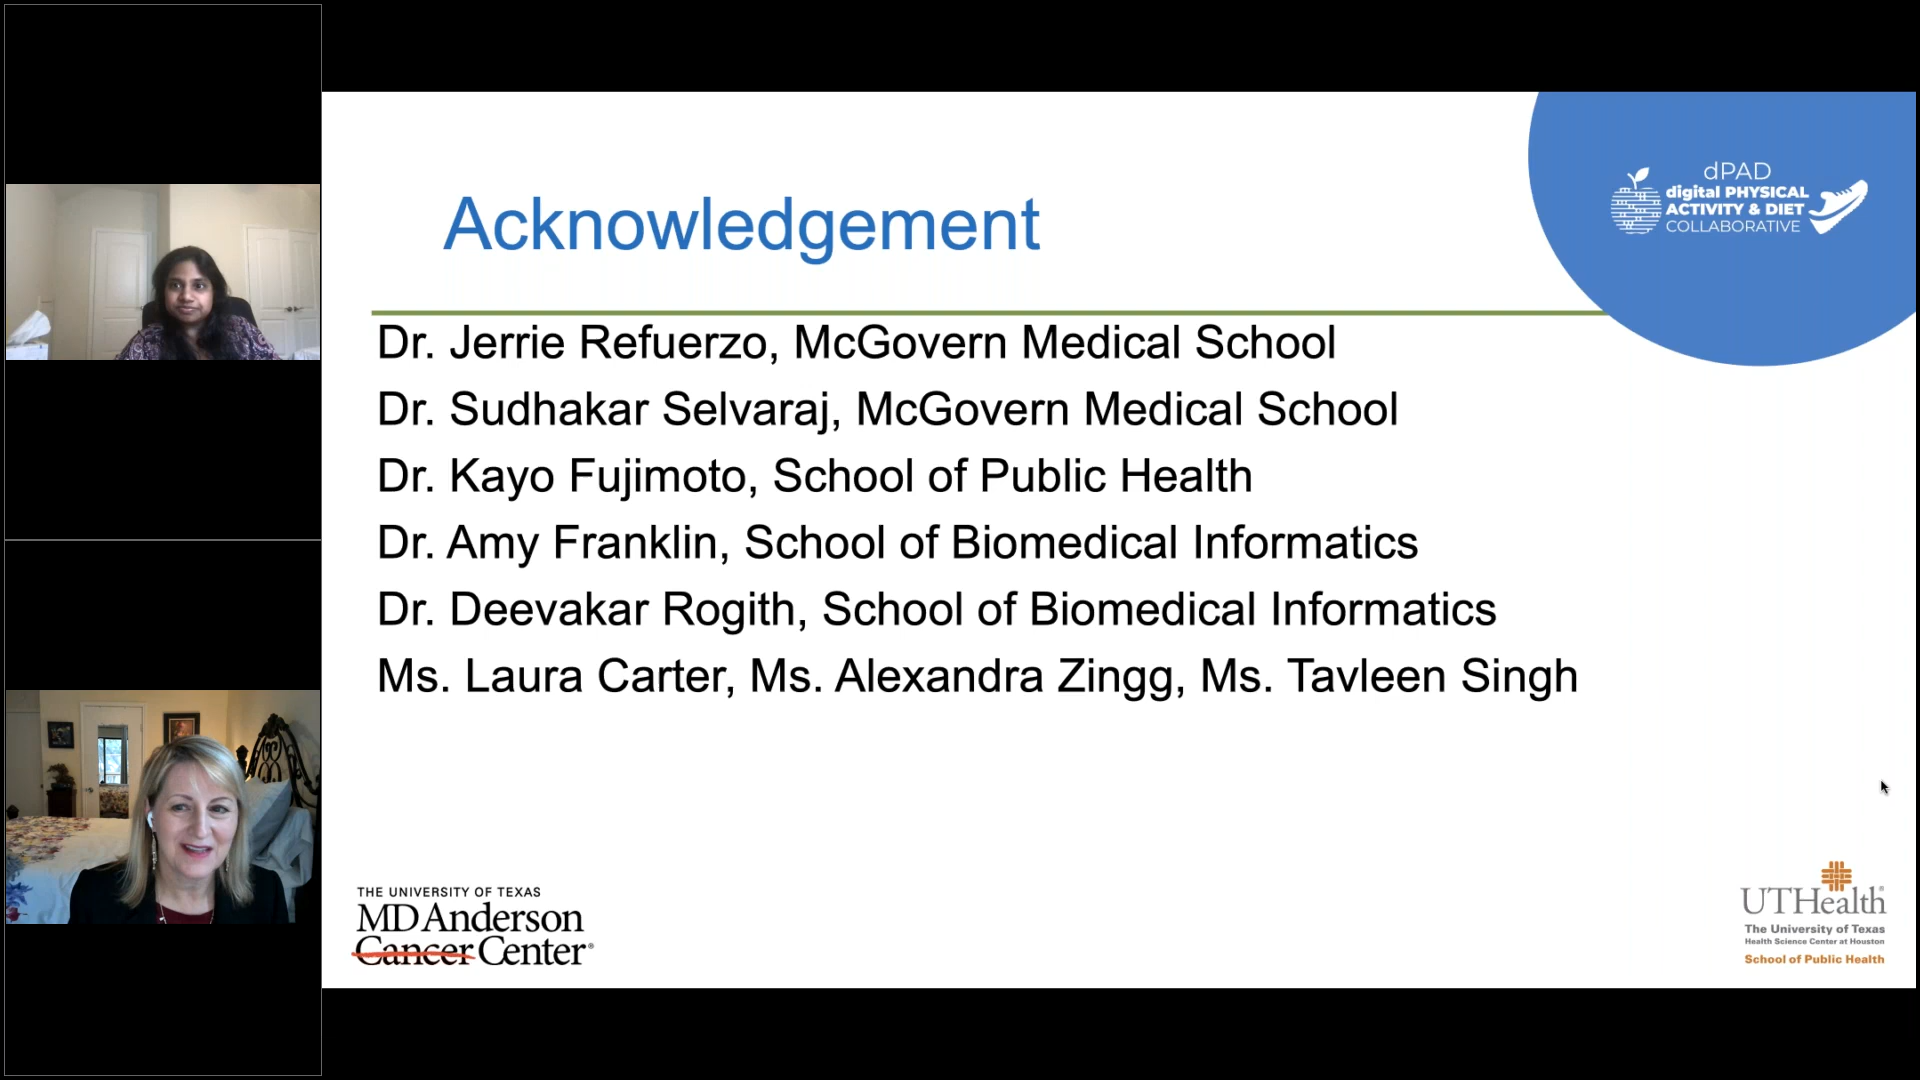 Acknowledgement
dPAD
digital PHYSICAL
ACTIVITY & DIET
COLLABORATIVE
Dr. Jerrie Refuerzo, McGovern Medical School
Dr. Sudhakar Selvaraj, McGovern Medical School
Dr. Kayo Fujimoto, School of Public Health
Dr. Amy Franklin, School of Biomedical Informatics
Dr. Deevakar Rogith, School of Biomedical Informatics
Ms. Laura Carter, Ms. Alexandra Zingg, Ms. Tavleen Singh
THE UNIVERSITY OF TEXAS
MD Anderson
Cancer Center®
UTHealth®
The University of Texas
Health Science Center at Houston
School of Public Health